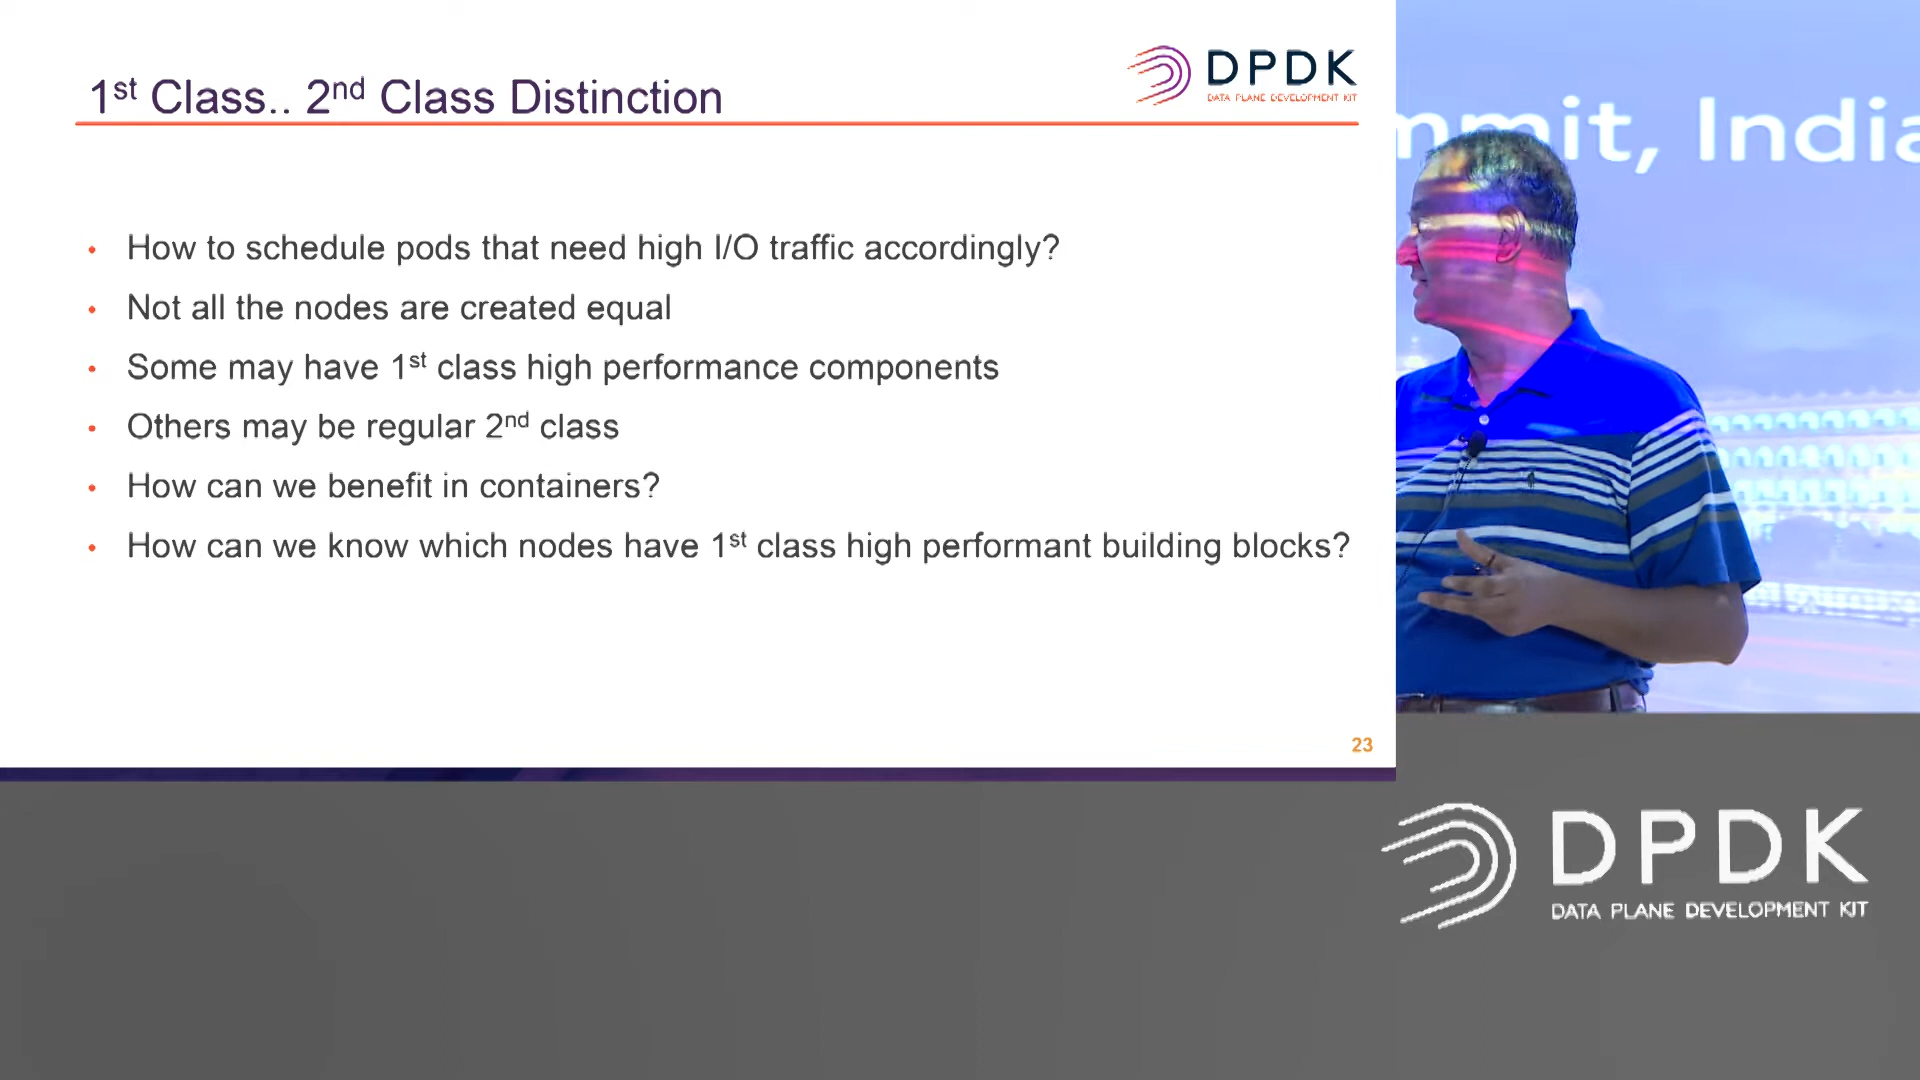 1st Class.. 2nd Class Distinction
DPDK
DATA PLANE DEVELOPMENT KIT
• How to schedule pods that need high I/O traffic accordingly?
• Not all the nodes are created equal
• Some may have 1st class high performance components
• Others may be regular 2nd class
• How can we benefit in containers?
• How can we know which nodes have 1st class high performant building blocks?
23
mmit, India
DPDK
DATA PLANE DEVELOPMENT KIT